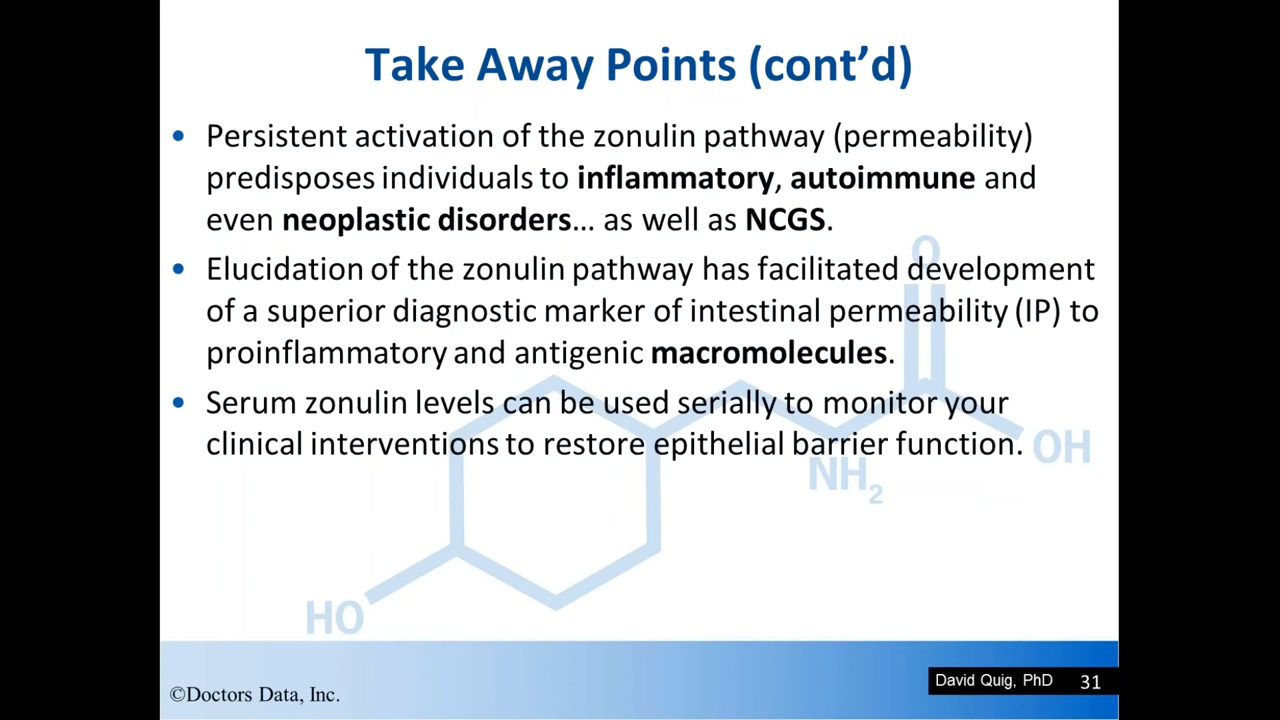 Take Away Points (cont’d)
• Persistent activation of the zonulin pathway (permeability)
predisposes individuals to inflammatory, autoimmune and
even neoplastic disorders… as well as NCGS.
• Elucidation of the zonulin pathway has facilitated development
of a superior diagnostic marker of intestinal permeability (IP) to
proinflammatory and antigenic macromolecules.
• Serum zonulin levels can be used serially to monitor your
clinical interventions to restore epithelial barrier function.
O
OH
NH₂
HO
©Doctors Data, Inc.
David Quig, PhD 31